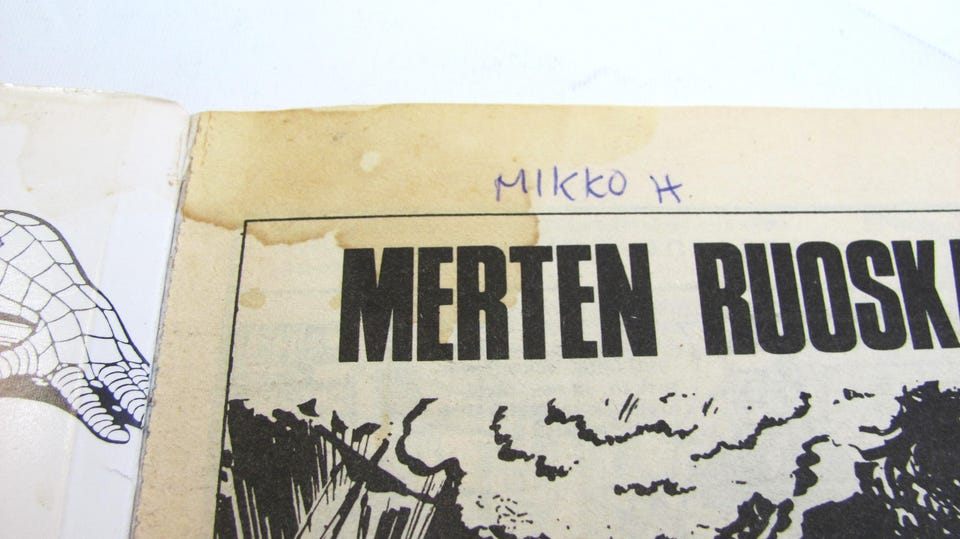 MIKKO H.
MERTEN RUOSK